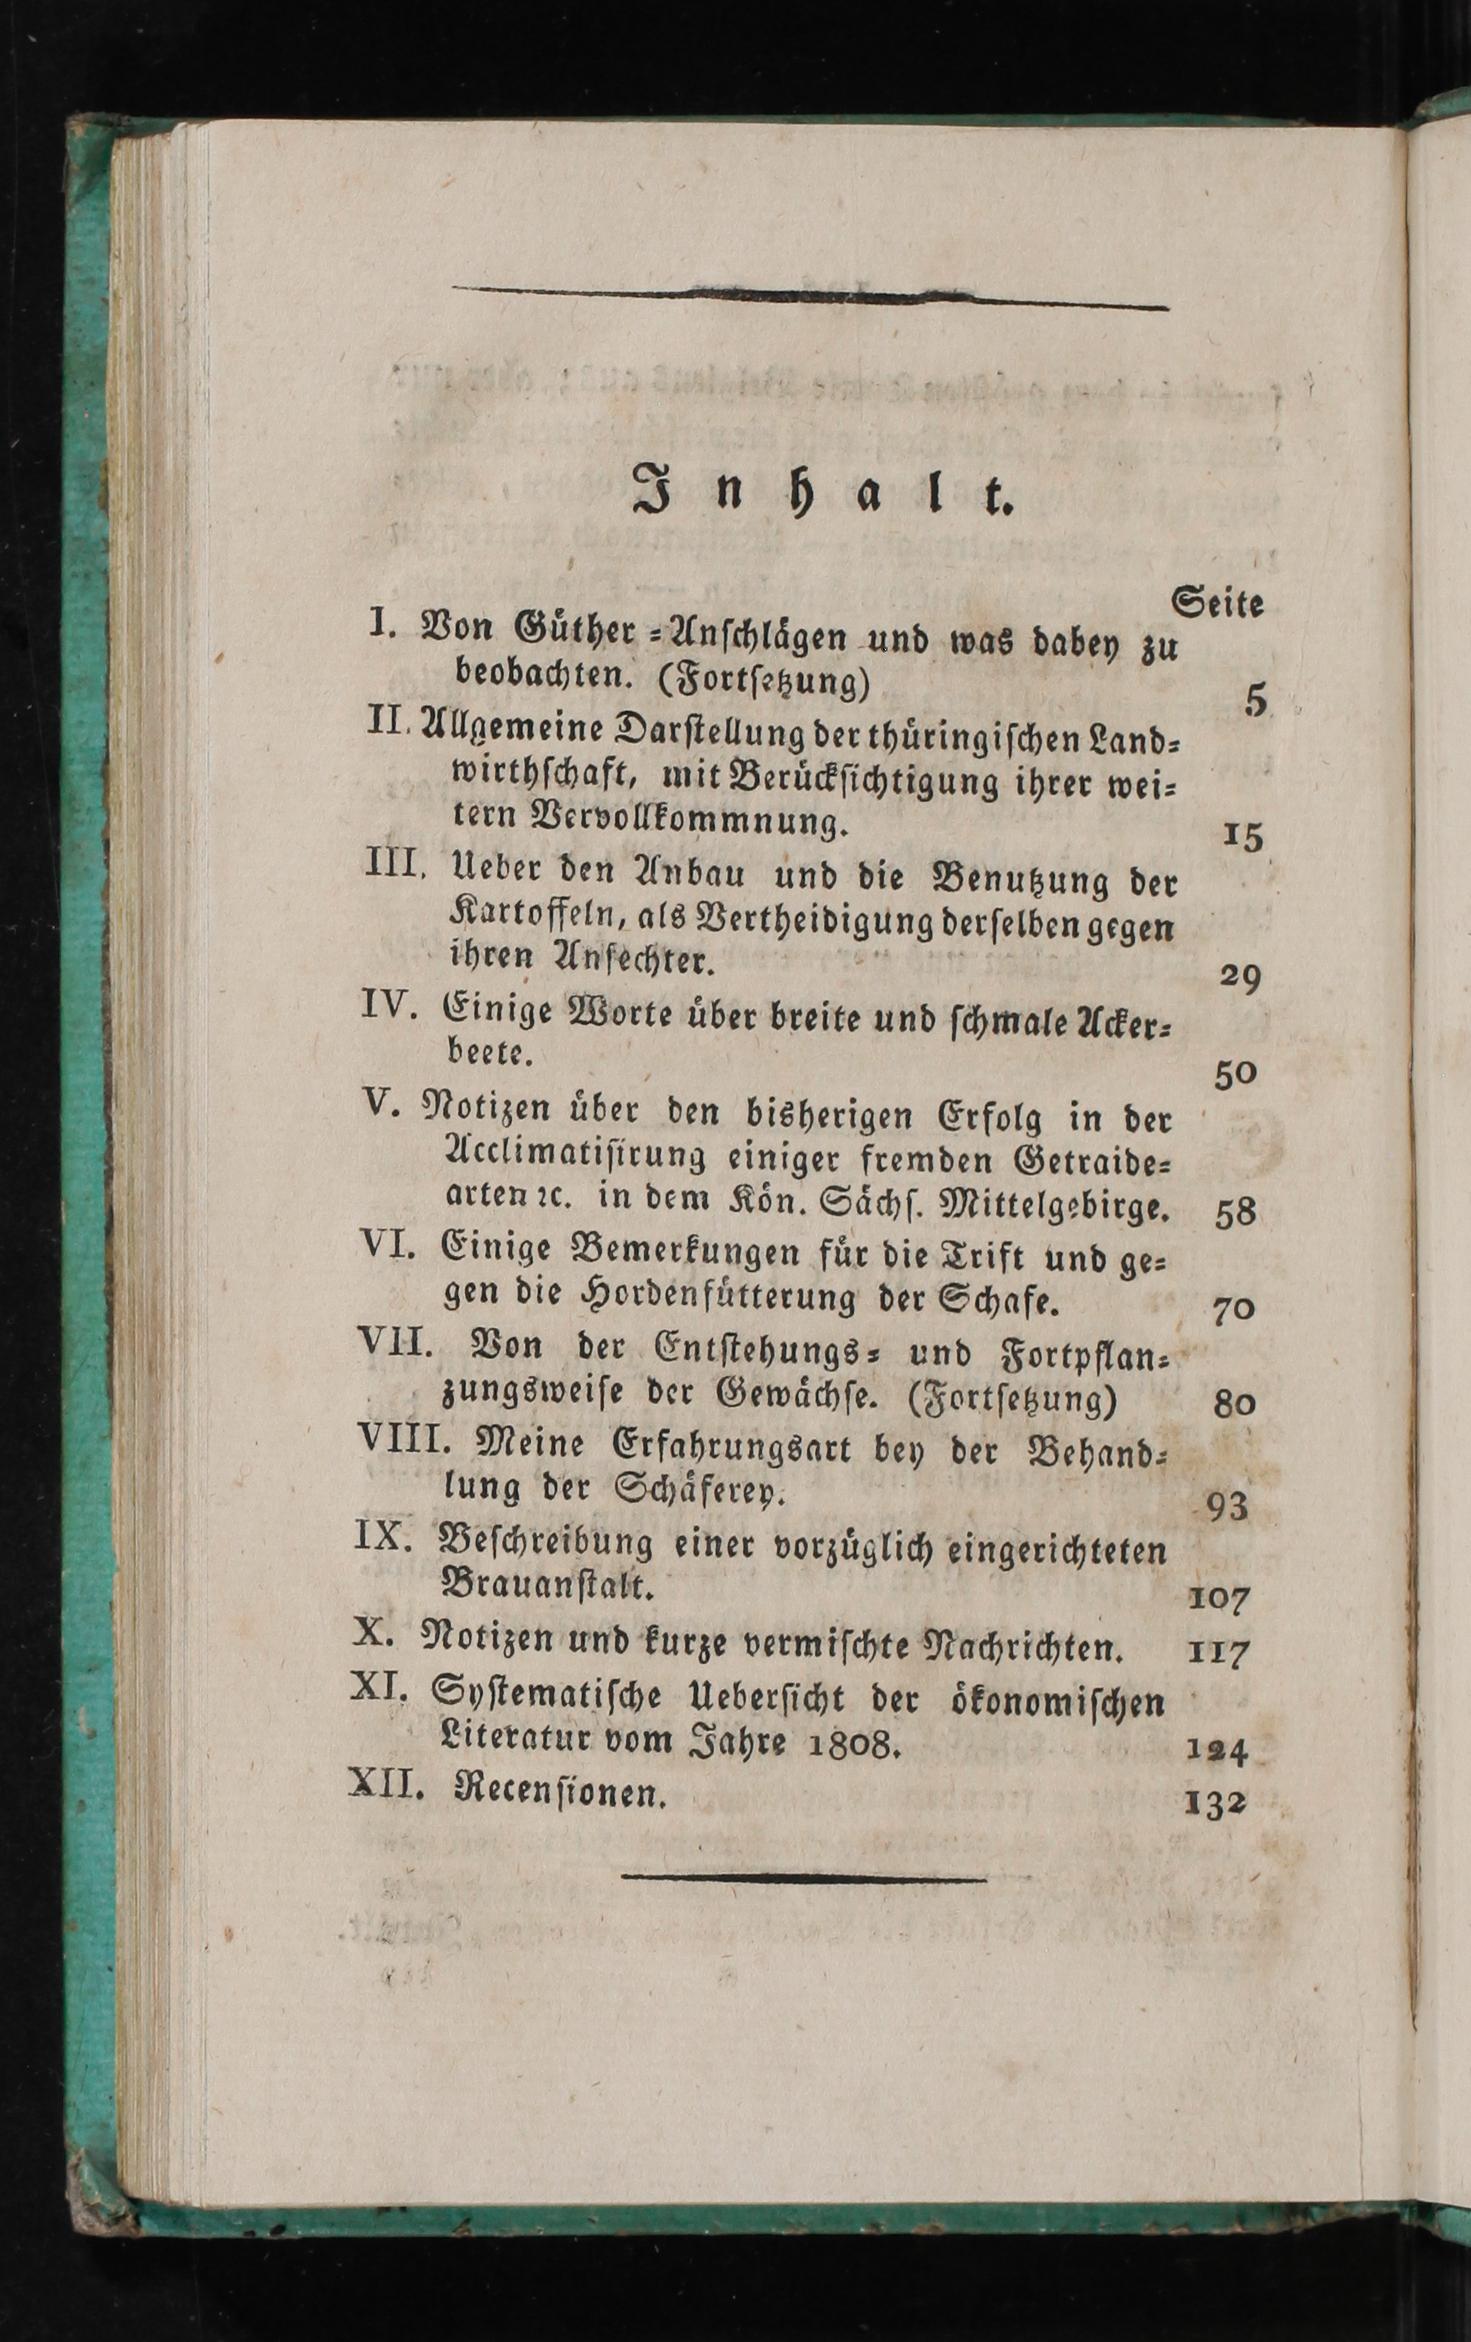 Inhalt.
Seite
I. Von Güther-Anschlägen und was dabey zu
beobachten. (Fortsetzung) 5
II. Allgemeine Darstellung der thüringischen Land-
wirthschaft, mit Berücksichtigung ihrer wei-
tern Vervollkommnung. 15
III. Ueber den Anbau und die Benutzung der
Kartoffeln, als Vertheidigung derselben gegen
ihren Anfechter. 29
IV. Einige Worte über breite und schmale Acker-
beete. 50
V. Notizen über den bisherigen Erfolg in der
Acclimatisirung einiger fremden Getraide-
arten ꝛc. in dem Kön. Sächs. Mittelgebirge. 58
VI. Einige Bemerkungen für die Trift und ge-
gen die Hordenfütterung der Schafe. 70
VII. Von der Entstehungs- und Fortpflan-
zungsweise der Gewächse. (Fortsetzung) 80
VIII. Meine Erfahrungsart bey der Behand-
lung der Schäferey. 93
IX. Beschreibung einer vorzüglich eingerichteten
Brauanstalt. 107
X. Notizen und kurze vermischte Nachrichten. 117
XI. Systematische Uebersicht der ökonomischen
Literatur vom Jahre 1808. 124
XII. Recensionen. 132